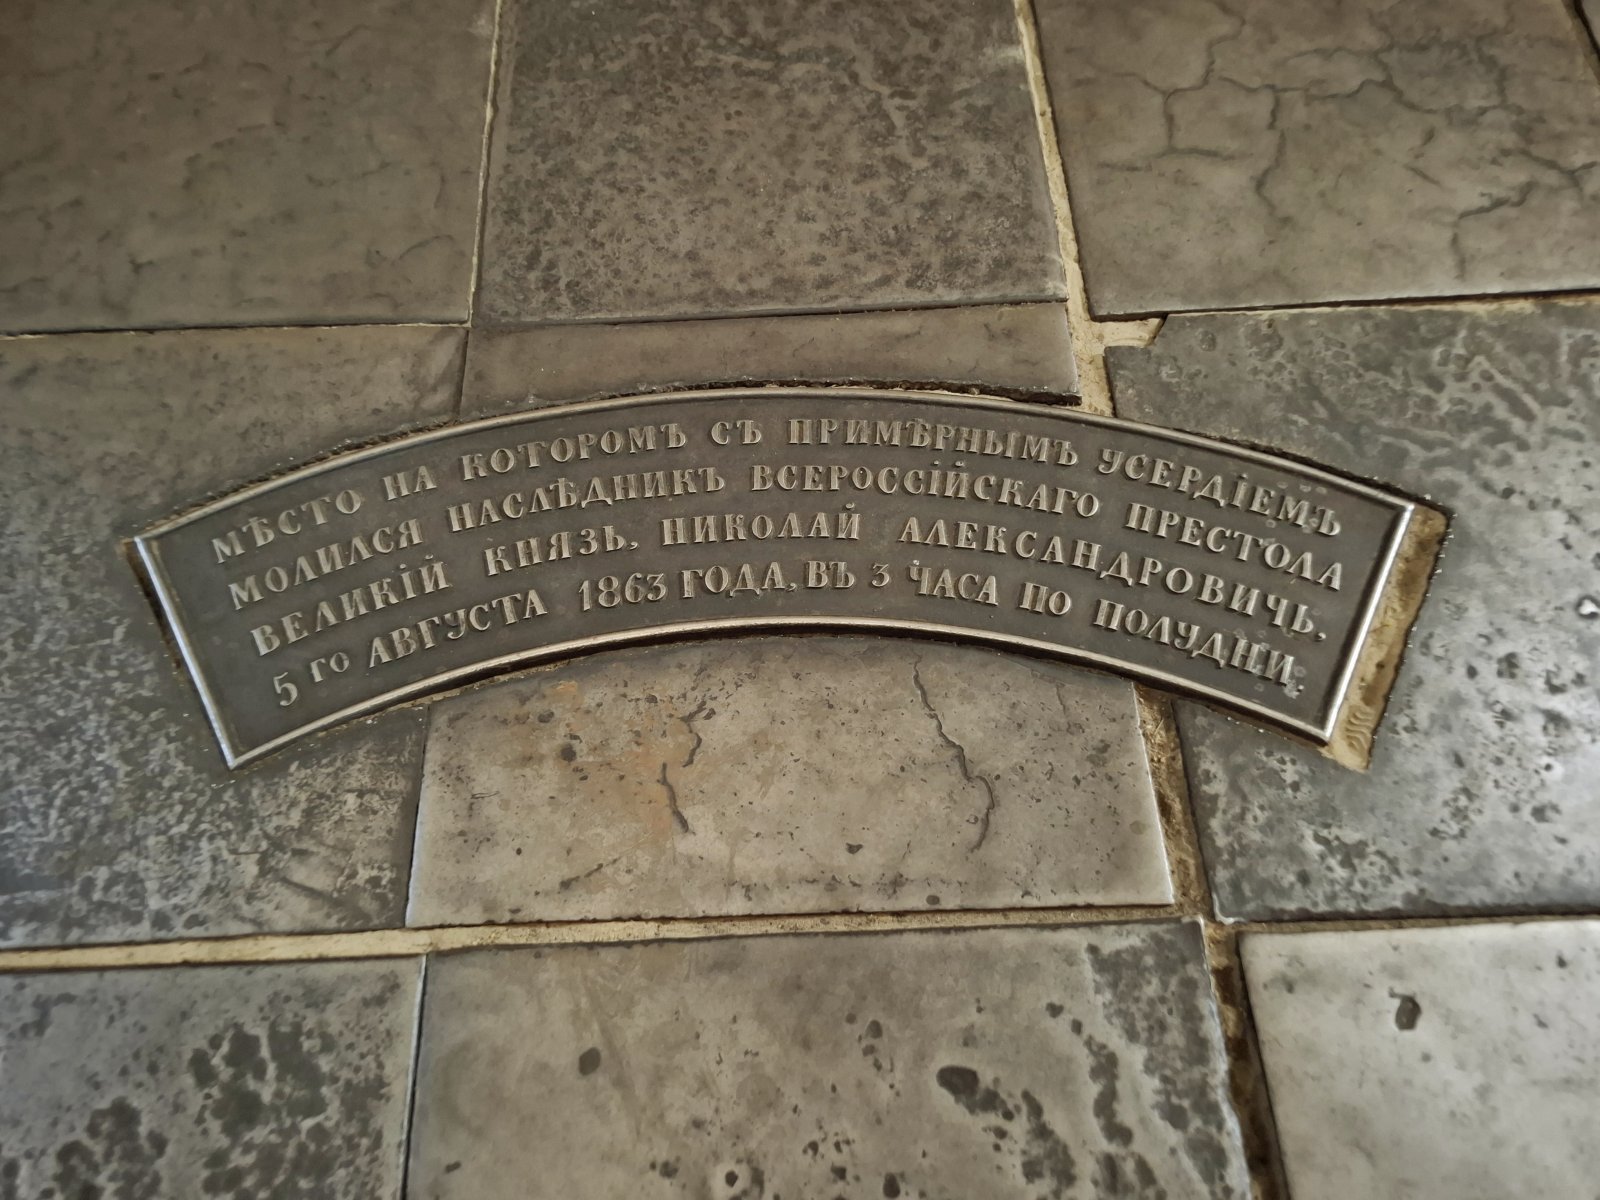 МѢСТО НА КОТОРОМЪ СЪ ПРИМѢРНЫМЪ УСЕРДІЕМЪ
МОЛИЛСЯ НАСЛѢДНИКЪ ВСЕРОССІЙСКАГО ПРЕСТОЛА
ВЕЛИКІЙ КНЯЗЬ, НИКОЛАЙ АЛЕКСАНДРОВИЧЬ.
5 ГО АВГУСТА 1863 ГОДА, ВЪ 3 ЧАСА ПО ПОЛУДНИ.